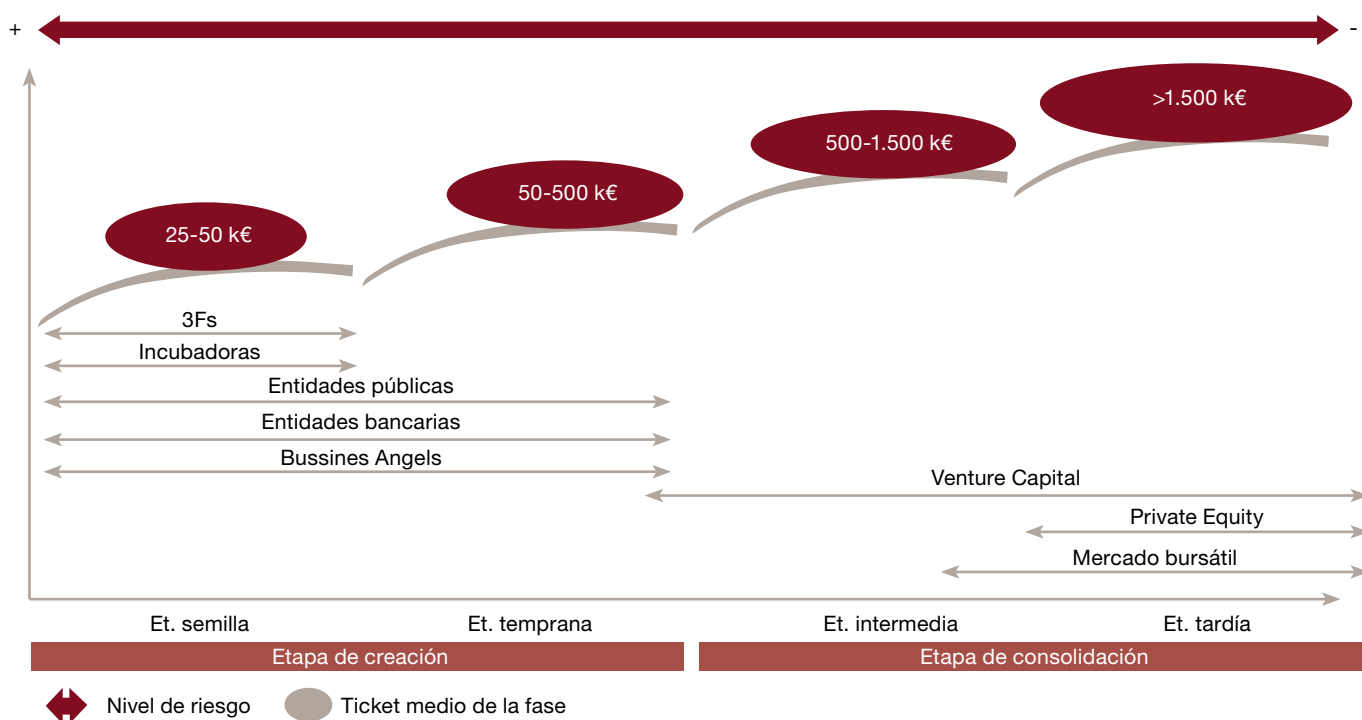 + -
>1.500 k€
500-1.500 k€
50-500 k€
25-50 k€
3Fs
Incubadoras
Entidades públicas
Entidades bancarias
Bussines Angels
Venture Capital
Private Equity
Mercado bursátil
Et. semilla Et. temprana Et. intermedia Et. tardía
Etapa de creación Etapa de consolidación
Nivel de riesgo Ticket medio de la fase